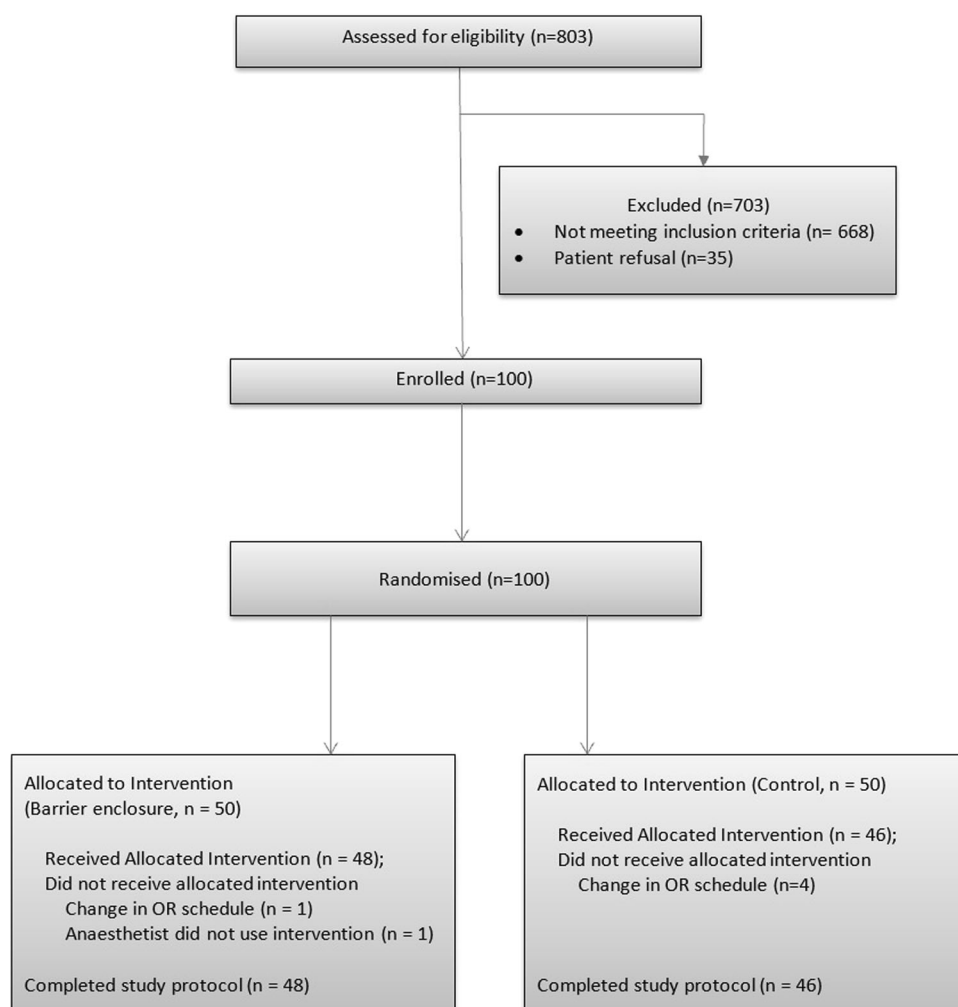 Assessed for eligibility (n=803)
Excluded (n=703)
• Not meeting inclusion criteria (n= 668)
• Patient refusal (n=35)
Enrolled (n=100)
Randomised (n=100)
Allocated to Intervention
(Barrier enclosure, n = 50)
Received Allocated Intervention (n = 48);
Did not receive allocated intervention
Change in OR schedule (n = 1)
Anaesthetist did not use intervention (n = 1)
Completed study protocol (n = 48)
Allocated to Intervention (Control, n = 50)
Received Allocated Intervention (n = 46);
Did not receive allocated intervention
Change in OR schedule (n=4)
Completed study protocol (n = 46)